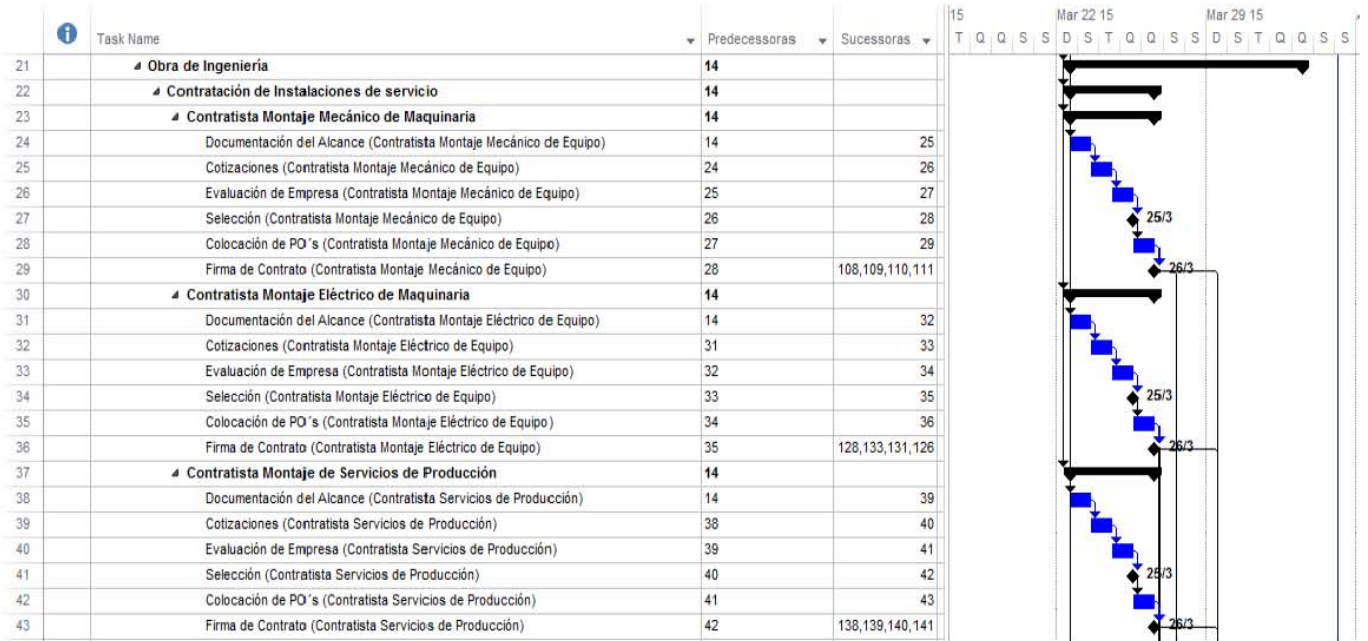 15 Mar 22 15 Mar 29 15
Task Name Predecessoras Sucessoras T Q Q S S D S T Q Q S S D S T Q Q S S
21 Obra de Ingeniería 14
22 Contratación de Instalaciones de servicio 14
23 Contratista Montaje Mecánico de Maquinaria 14
24 Documentación del Alcance (Contratista Montaje Mecánico de Equipo) 14 25
25 Cotizaciones (Contratista Montaje Mecánico de Equipo) 24 26
26 Evaluación de Empresa (Contratista Montaje Mecánico de Equipo) 25 27
27 Selección (Contratista Montaje Mecánico de Equipo) 26 28 25/3
28 Colocación de PO´s (Contratista Montaje Mecánico de Equipo) 27 29
29 Firma de Contrato (Contratista Montaje Mecánico de Equipo) 28 108,109,110,111 26/3
30 Contratista Montaje Eléctrico de Maquinaria 14
31 Documentación del Alcance (Contratista Montaje Eléctrico de Equipo) 14 32
32 Cotizaciones (Contratista Montaje Eléctrico de Equipo) 31 33
33 Evaluación de Empresa (Contratista Montaje Eléctrico de Equipo) 32 34
34 Selección (Contratista Montaje Eléctrico de Equipo) 33 35 25/3
35 Colocación de PO´s (Contratista Montaje Eléctrico de Equipo) 34 36
36 Firma de Contrato (Contratista Montaje Eléctrico de Equipo) 35 128,133,131,126 26/3
37 Contratista Montaje de Servicios de Producción 14
38 Documentación del Alcance (Contratista Servicios de Producción) 14 39
39 Cotizaciones (Contratista Servicios de Producción) 38 40
40 Evaluación de Empresa (Contratista Servicios de Producción) 39 41
41 Selección (Contratista Servicios de Producción) 40 42 25/3
42 Colocación de PO´s (Contratista Servicios de Producción) 41 43
43 Firma de Contrato (Contratista Servicios de Producción) 42 138,139,140,141 26/3